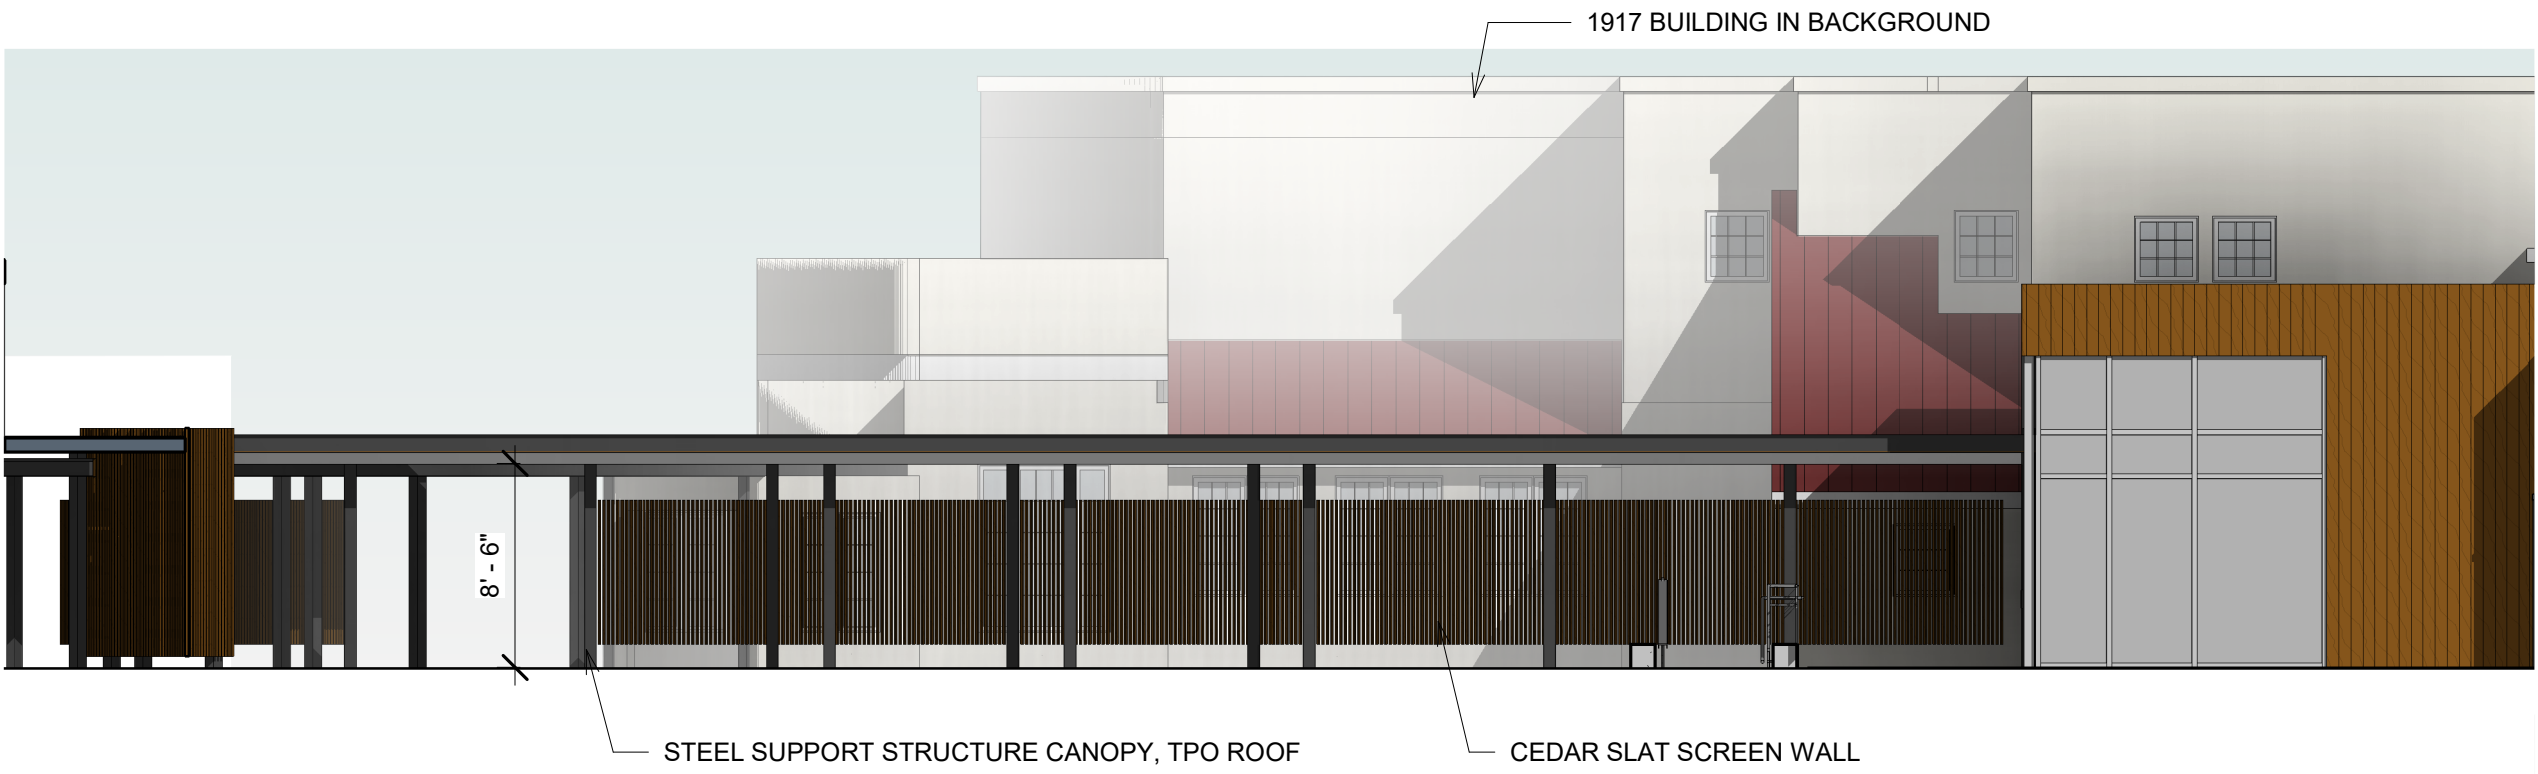 1917 BUILDING IN BACKGROUND
8' - 6"
STEEL SUPPORT STRUCTURE CANOPY, TPO ROOF
CEDAR SLAT SCREEN WALL